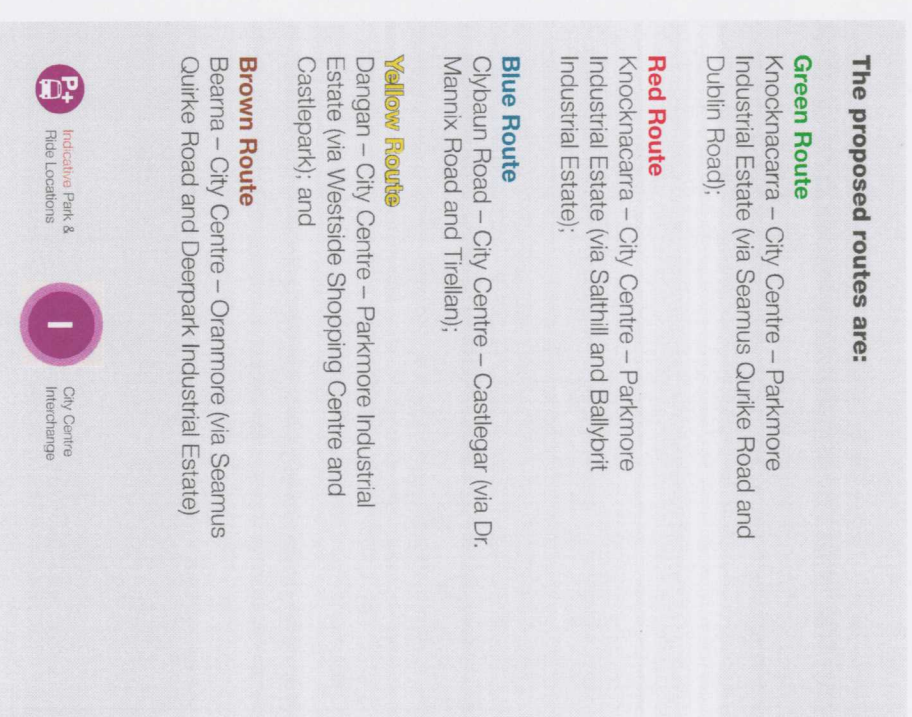 The proposed routes are:
Green Route
Knocknacarra – City Centre – Parkmore
Industrial Estate (via Seamus Qurike Road and
Dublin Road);
Red Route
Knocknacarra – City Centre – Parkmore
Industrial Estate (via Salthill and Ballybrit
Industrial Estate);
Blue Route
Clybaun Road – City Centre – Castlegar (via Dr.
Mannix Road and Tirellan);
Yellow Route
Dangan – City Centre – Parkmore Industrial
Estate (via Westside Shopping Centre and
Castlepark); and
Brown Route
Bearna – City Centre – Oranmore (via Seamus
Quirke Road and Deerpark Industrial Estate)
P+
Indicative Park &
Ride Locations
I
City Centre
Interchange